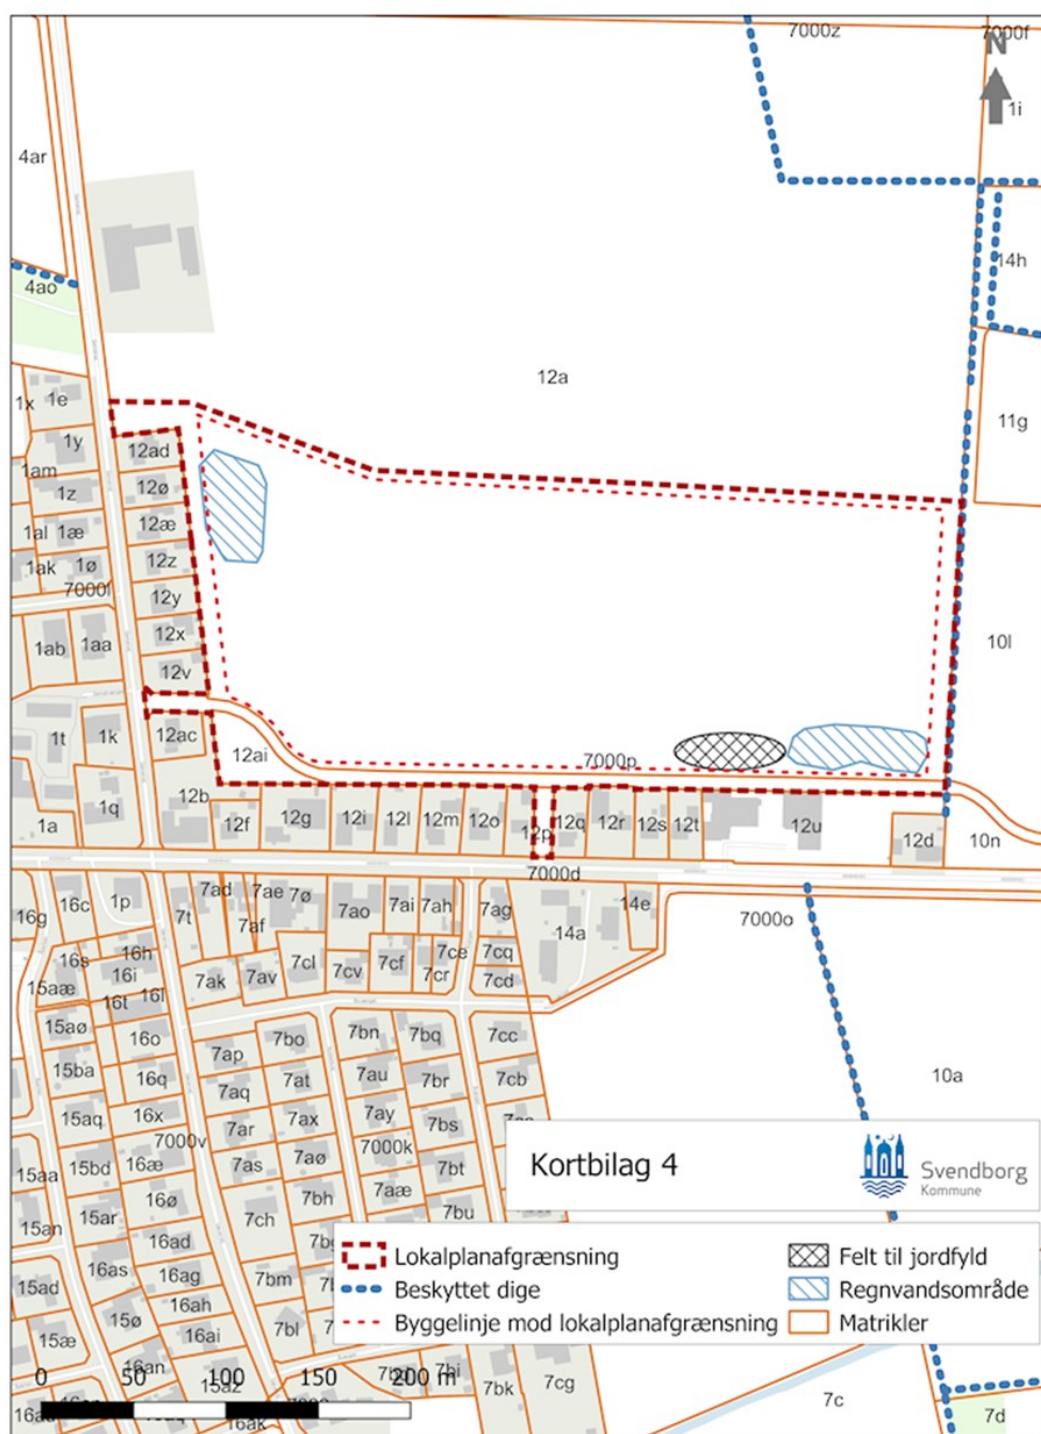 7000z
7000f
N
1i
4ar
14h
4ao
12a
1x
1e
11g
1y
12ad
1am
1z
12ø
1al
1æ
12æ
1ak
1ø
12z
7000l
12y
1ab
1aa
12x
10l
12v
1t
1k
12ac
12ai
7000p
12b
1q
1a
12f
12g
12i
12l
12m
12o
12p
12q
12r
12s
12t
12u
12d
10n
7000d
16g
16c
1p
7t
7ad
7ae
7ø
7af
7ao
7ai
7ah
7ag
14a
14e
7000o
16s
16h
16i
15aæ
16t
16l
7ak
7av
7cl
7cv
7cf
7ce
7cr
7cq
7cd
15aø
16o
7ap
7bo
7bn
7bq
7cc
15ba
16q
7aq
7at
7au
7br
7cb
10a
15aq
16x
7ar
7ax
7ay
7bs
7000v
7000k
15aa
15bd
16æ
7as
7aø
7bt
7aæ
15an
15ar
16ø
7ch
7bh
7bu
16ad
15ad
16as
16ag
7bm
16ah
15æ
15ø
16ai
7bl
16an
7bi
7bk
7cg
7c
7d
16ak
Kortbilag 4
Svendborg
Kommune
Lokalplanafgrænsning
Beskyttet dige
Byggelinje mod lokalplanafgrænsning
Felt til jordfyld
Regnvandsområde
Matrikler
0 50 100 150 200 m